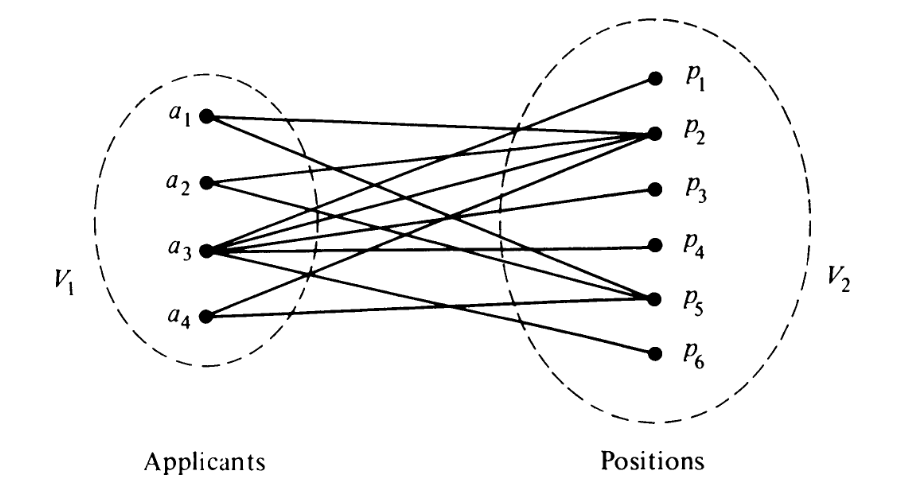 a1
a2
a3
a4
V1
p1
p2
p3
p4
p5
p6
V2
Applicants
Positions